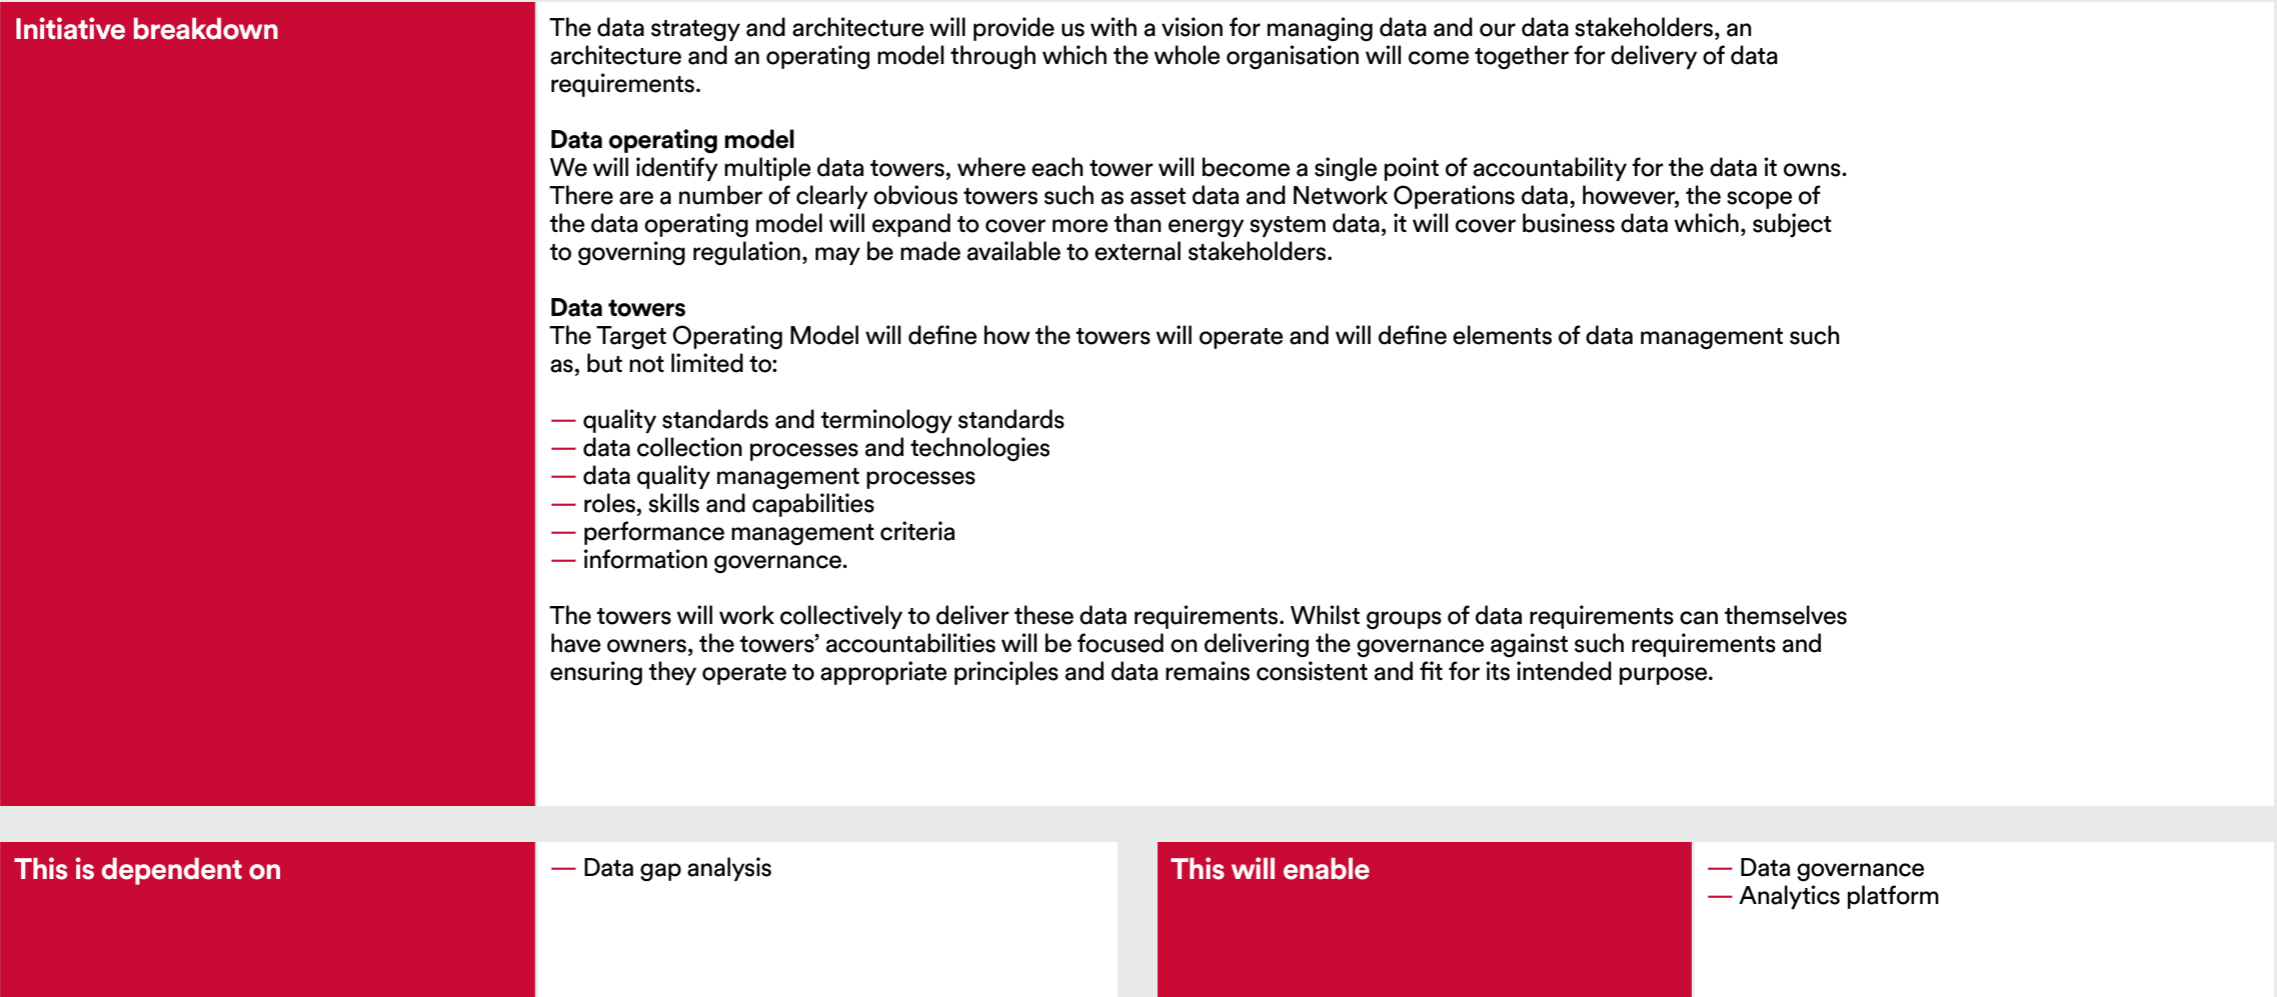 Initiative breakdown
The data strategy and architecture will provide us with a vision for managing data and our data stakeholders, an
architecture and an operating model through which the whole organisation will come together for delivery of data
requirements.
Data operating model
We will identify multiple data towers, where each tower will become a single point of accountability for the data it owns.
There are a number of clearly obvious towers such as asset data and Network Operations data, however, the scope of
the data operating model will expand to cover more than energy system data, it will cover business data which, subject
to governing regulation, may be made available to external stakeholders.
Data towers
The Target Operating Model will define how the towers will operate and will define elements of data management such
as, but not limited to:
— quality standards and terminology standards
— data collection processes and technologies
— data quality management processes
— roles, skills and capabilities
— performance management criteria
— information governance.
The towers will work collectively to deliver these data requirements. Whilst groups of data requirements can themselves
have owners, the towers’ accountabilities will be focused on delivering the governance against such requirements and
ensuring they operate to appropriate principles and data remains consistent and fit for its intended purpose.
This is dependent on
— Data gap analysis
This will enable
— Data governance
— Analytics platform